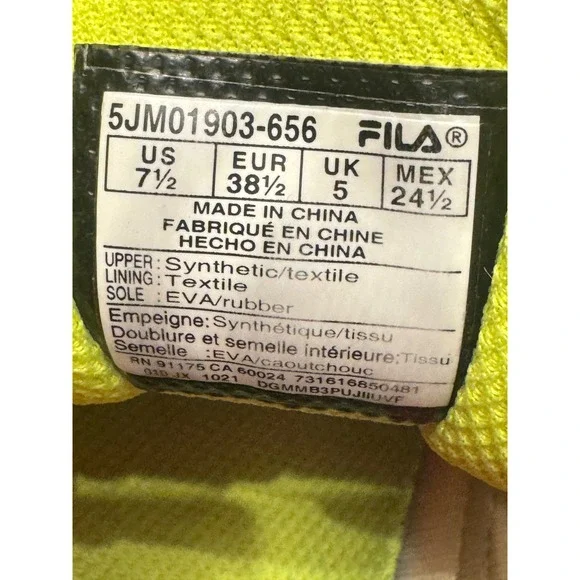 5JM01903-656 FILA®
US EUR UK MEX
7½ 38½ 5 24½
MADE IN CHINA
FABRIQUÉ EN CHINE
HECHO EN CHINA
UPPER: Synthetic/textile
LINING: Textile
SOLE : EVA/rubber
Empeigne: Synthétique/tissu
Doublure et semelle intérieure: Tissu
Semelle :EVA/caoutchouc
RN 91175 CA 60024 731616850481
JX 1021